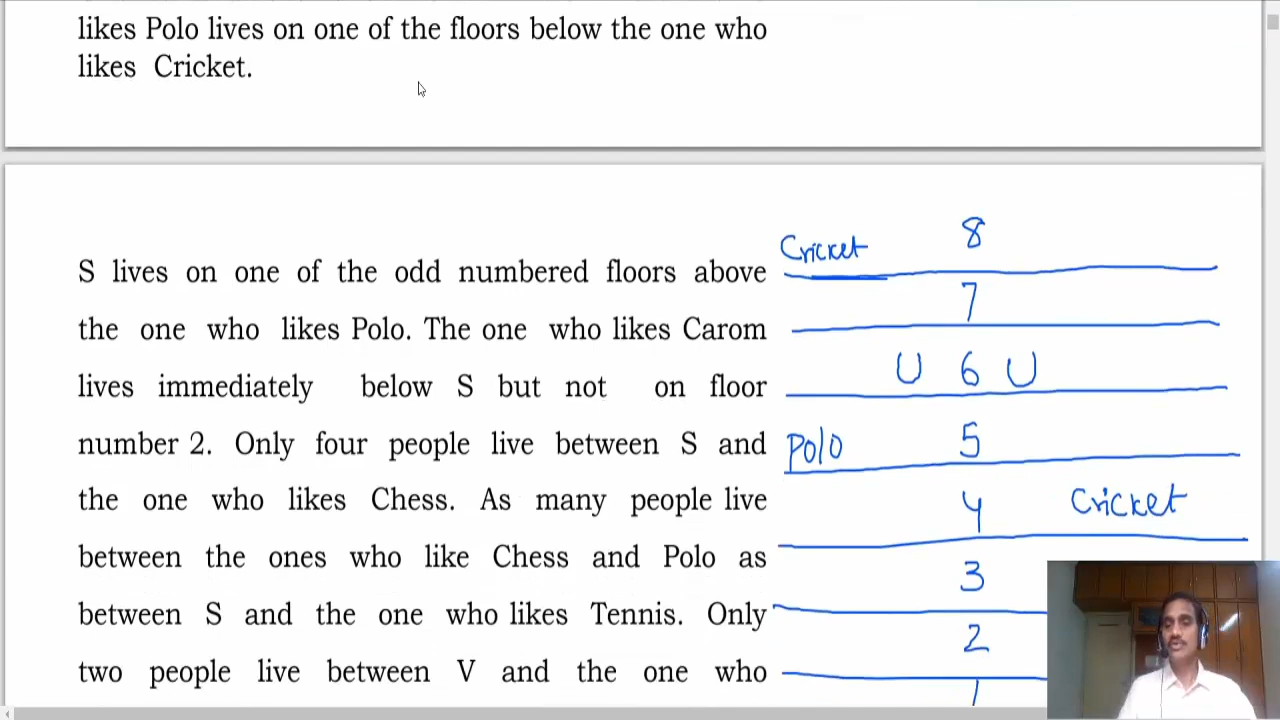 likes Polo lives on one of the floors below the one who
likes Cricket.
Cricket 8
S lives on one of the odd numbered floors above
7
the one who likes Polo. The one who likes Carom
U 6 U
lives immediately below S but not on floor
number 2. Only four people live between S and
Polo 5
the one who likes Chess. As many people live
4 Cricket
between the ones who like Chess and Polo as
3
between S and the one who likes Tennis. Only
2
two people live between V and the one who
1